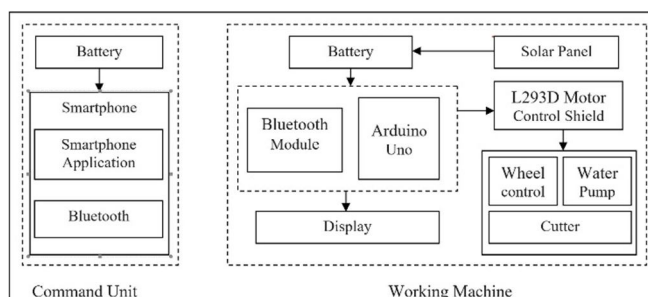 Battery
Smartphone
Smartphone
Application
Bluetooth
Command Unit
Battery
Solar Panel
Bluetooth
Module
Arduino
Uno
L293D Motor
Control Shield
Wheel
control
Water
Pump
Cutter
Display
Working Machine